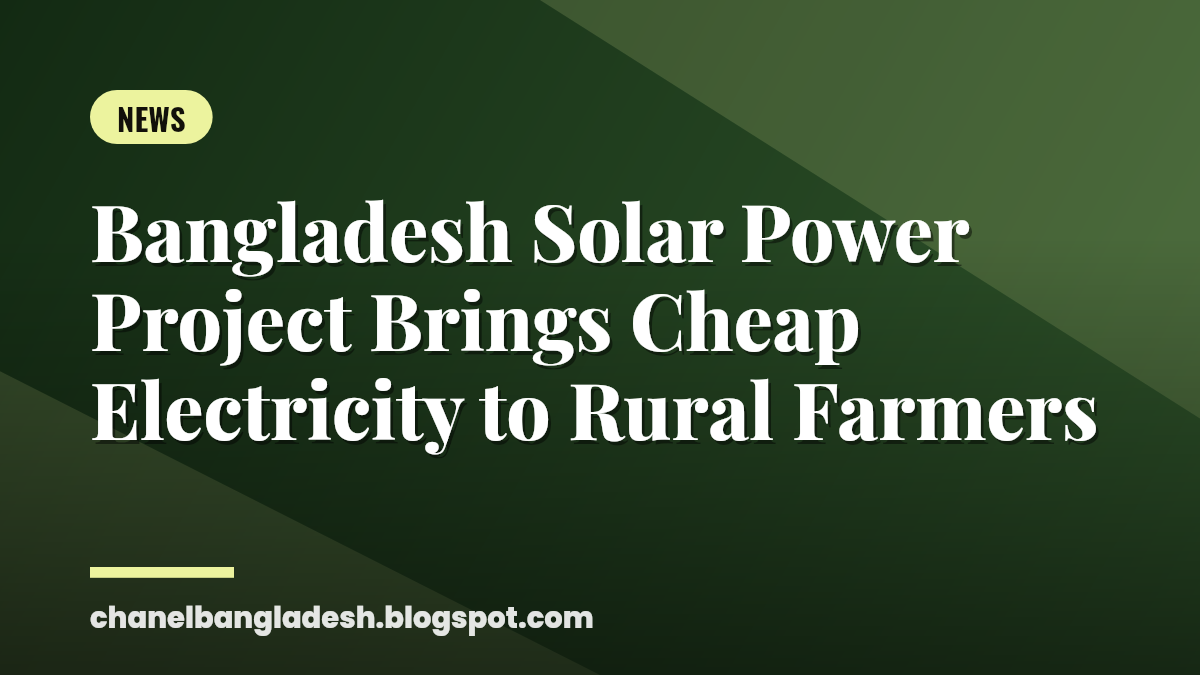 NEWS
Bangladesh Solar Power
Project Brings Cheap
Electricity to Rural Farmers
chanelbangladesh.blogspot.com